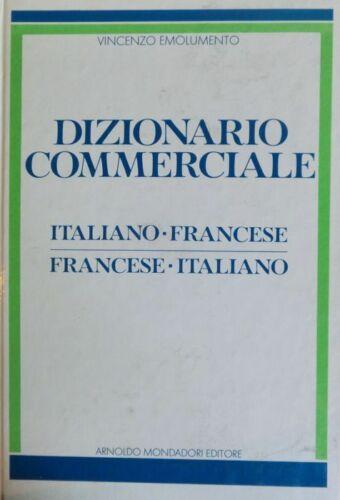 VINCENZO EMOLUMENTO
DIZIONARIO
COMMERCIALE
ITALIANO·FRANCESE
FRANCESE·ITALIANO
ARNOLDO MONDADORI EDITORE